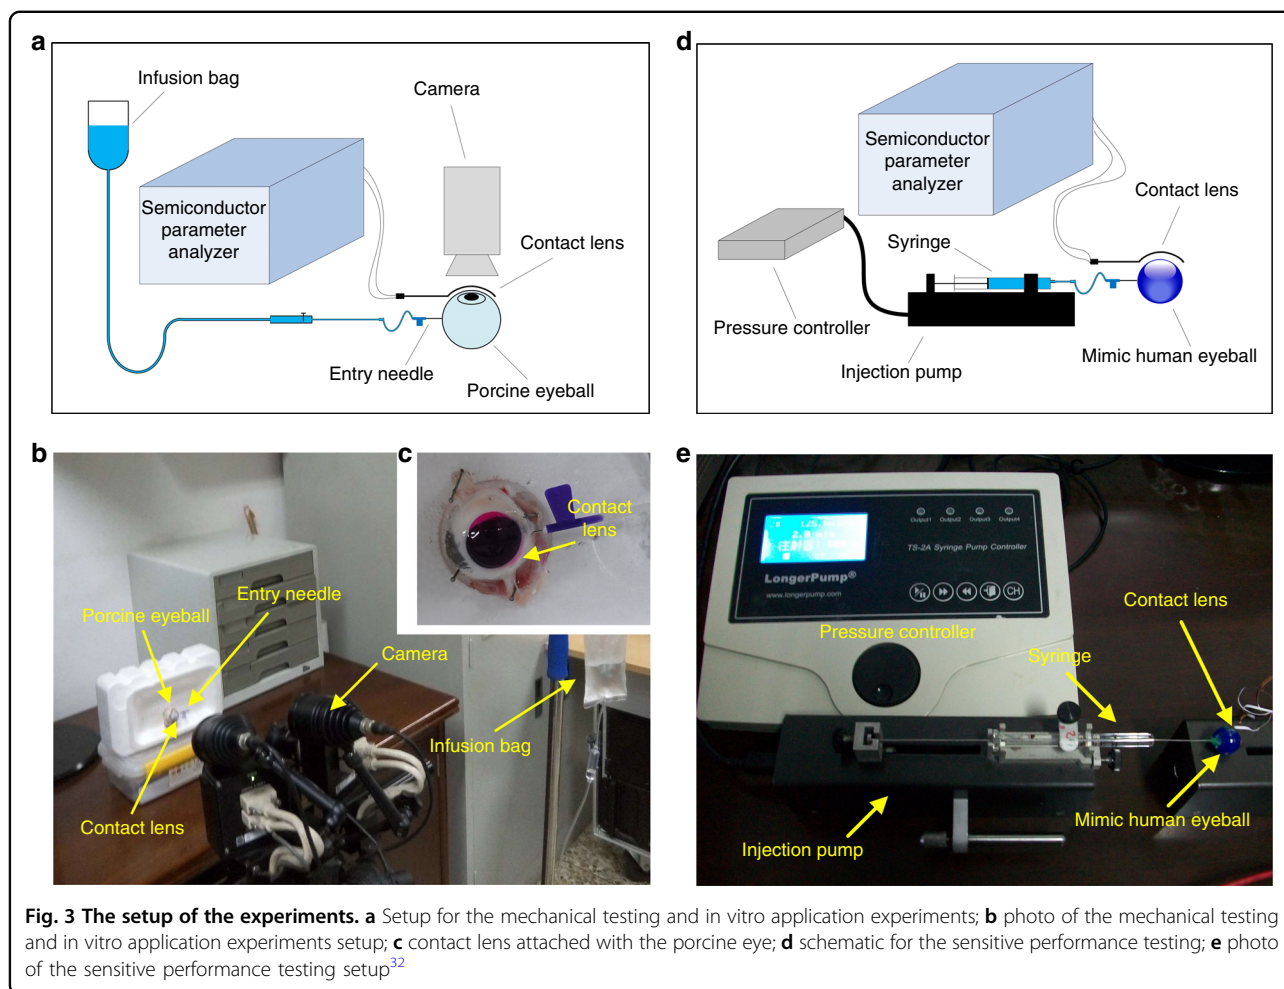 a
Infusion bag
Camera
Semiconductor
parameter
analyzer
Contact lens
Entry needle
Porcine eyeball
d
Semiconductor
parameter
analyzer
Contact lens
Syringe
Pressure controller
Injection pump
Mimic human eyeball
b
Porcine eyeball
Entry needle
Camera
Infusion bag
Contact lens
c
Contact
lens
e
Output1 Output2 Output3 Output4
TS-2A Syringe Pump Controller
LongerPump®
www.longerpump.com
CH
Pressure controller
Contact lens
Syringe
Mimic human eyeball
Injection pump
Fig. 3 The setup of the experiments. a Setup for the mechanical testing and in vitro application experiments; b photo of the mechanical testing
and in vitro application experiments setup; c contact lens attached with the porcine eye; d schematic for the sensitive performance testing; e photo
of the sensitive performance testing setup32